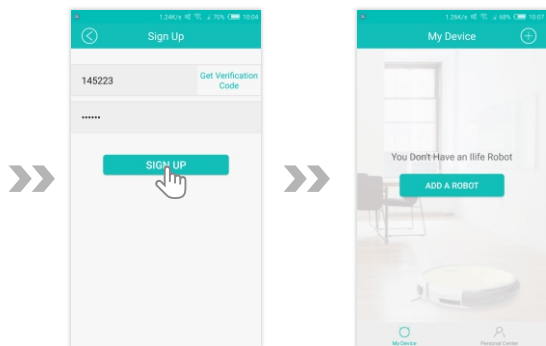 1.24K/s 70% 10:04
Sign Up
145223
Get Verification
Code
••••••
SIGN UP
1.26K/s 68% 10:07
My Device
You Don't Have an Ilife Robot
ADD A ROBOT
My Device
Personal Center